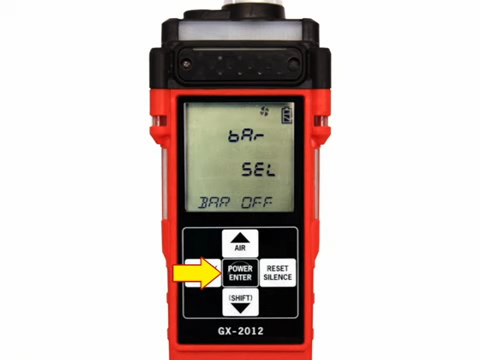 bAr
SEL
BAR OFF
AIR
POWER
ENTER
RESET
SILENCE
(SHIFT)
GX-2012